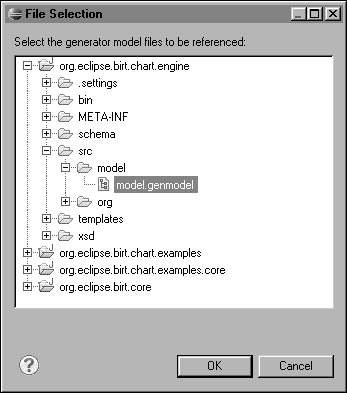 File Selection
Select the generator model files to be referenced:
org.eclipse.birt.chart.engine
.settings
bin
META-INF
schema
src
model
model.genmodel
org
templates
xsd
org.eclipse.birt.chart.examples
org.eclipse.birt.chart.examples.core
org.eclipse.birt.core
?
OK
Cancel